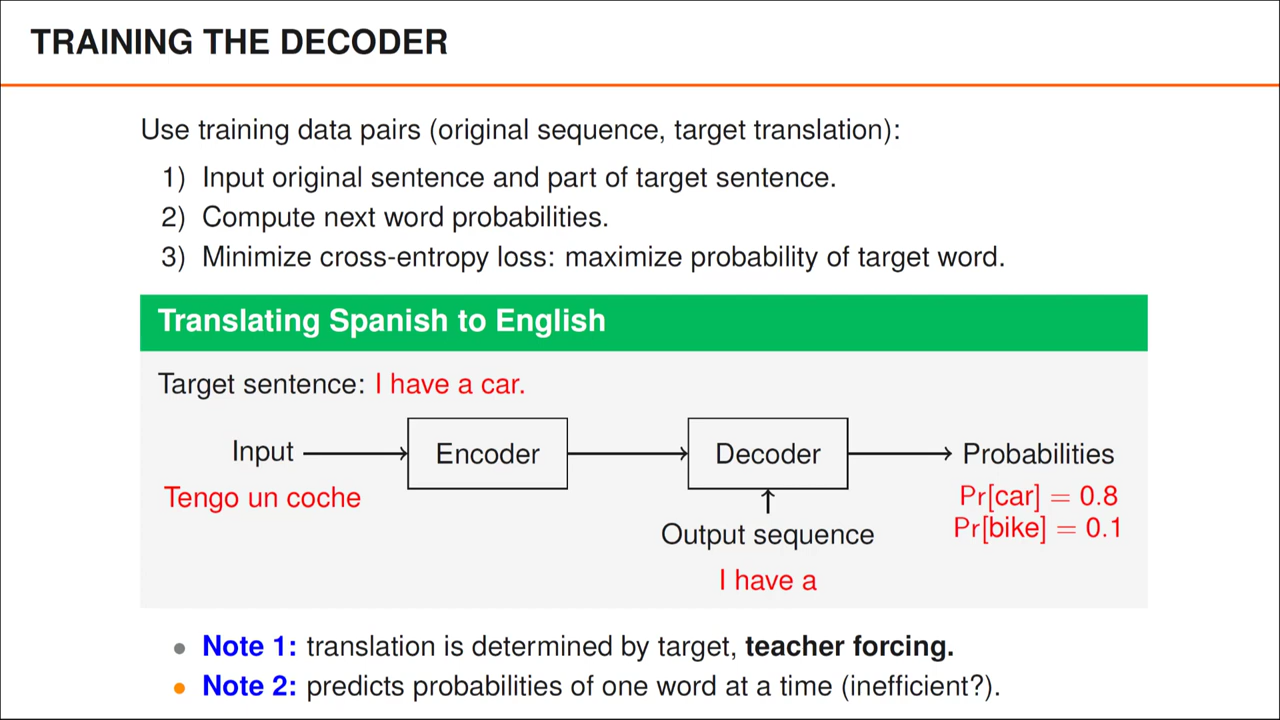 TRAINING THE DECODER
Use training data pairs (original sequence, target translation):
1) Input original sentence and part of target sentence.
2) Compute next word probabilities.
3) Minimize cross-entropy loss: maximize probability of target word.
Translating Spanish to English
Target sentence: I have a car.
Input
Encoder
Decoder
Probabilities
Tengo un coche
Pr[car] = 0.8
Pr[bike] = 0.1
Output sequence
I have a
Note 1: translation is determined by target, teacher forcing.
Note 2: predicts probabilities of one word at a time (inefficient?).